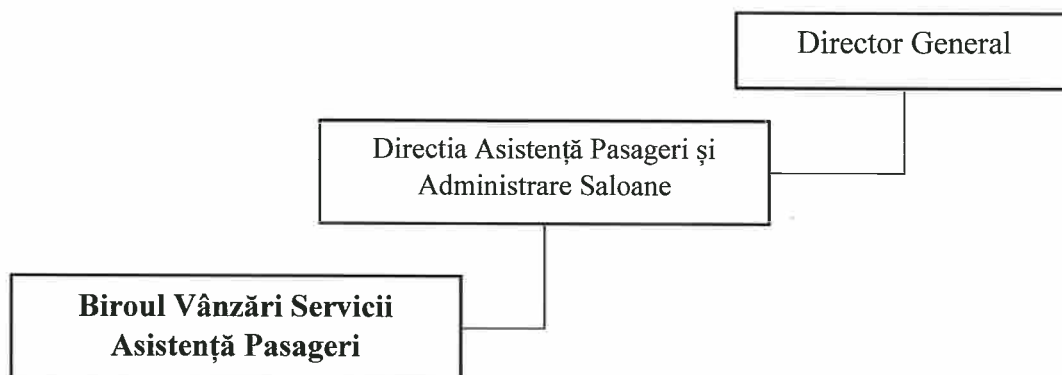 Director General
Directia Asistență Pasageri și
Administrare Saloane
Biroul Vânzări Servicii
Asistență Pasageri